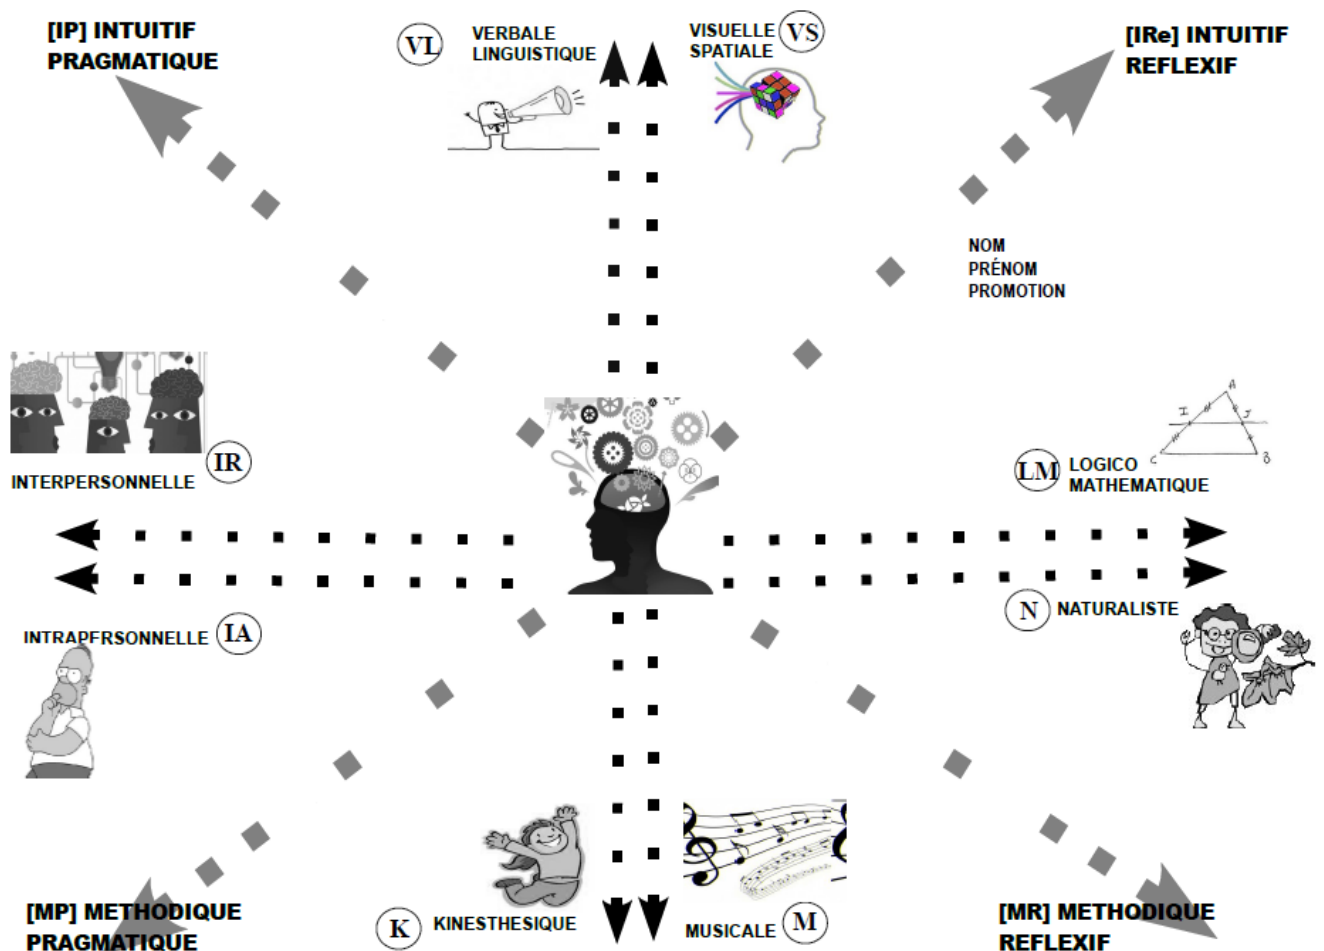 [IP] INTUITIF
PRAGMATIQUE
VL
VERBALE
LINGUISTIQUE
VISUELLE
SPATIALE
VS
[IRe] INTUITIF
REFLEXIF
NOM
PRÉNOM
PROMOTION
INTERPERSONNELLE
IR
A
I
J
C
B
LM
LOGICO
MATHEMATIQUE
INTRAPERSONNELLE
IA
N
NATURALISTE
[MP] METHODIQUE
PRAGMATIQUE
K
KINESTHESIQUE
MUSICALE
M
[MR] METHODIQUE
REFLEXIF